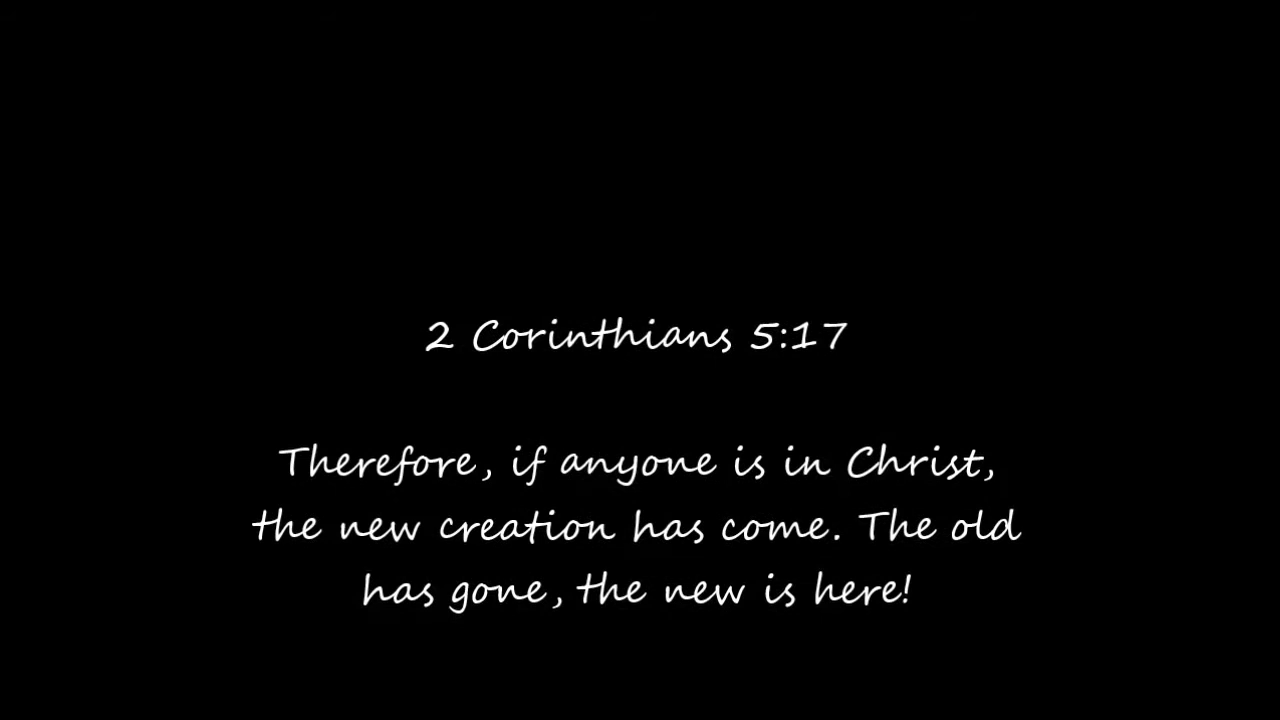 2 Corinthians 5:17
Therefore, if anyone is in Christ,
the new creation has come. The old
has gone, the new is here!